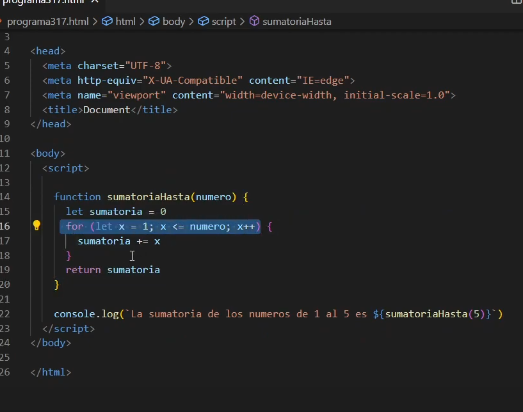 programa317.html
programa317.html > html > body > script > sumatoriaHasta
3
4 <head>
5 <meta charset="UTF-8">
6 <meta http-equiv="X-UA-Compatible" content="IE=edge">
7 <meta name="viewport" content="width=device-width, initial-scale=1.0">
8 <title>Document</title>
9 </head>
10
11 <body>
12 <script>
13
14 function sumatoriaHasta(numero) {
15 let sumatoria = 0
16 for (let x = 1; x <= numero; x++) {
17 sumatoria += x
18 }
19 return sumatoria
20 }
21
22 console.log(`La sumatoria de los numeros de 1 al 5 es ${sumatoriaHasta(5)}`)
23 </script>
24 </body>
25
26 </html>